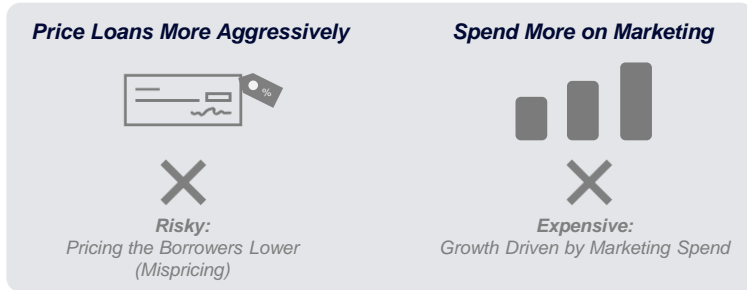 Price Loans More Aggressively
%
Risky:
Pricing the Borrowers Lower
(Mispricing)
Spend More on Marketing
Expensive:
Growth Driven by Marketing Spend